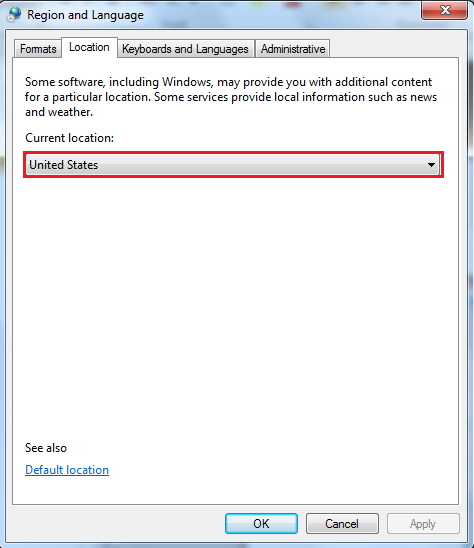 Region and Language
Formats
Location
Keyboards and Languages
Administrative
Some software, including Windows, may provide you with additional content
for a particular location. Some services provide local information such as news
and weather.
Current location:
United States
See also
Default location
OK
Cancel
Apply